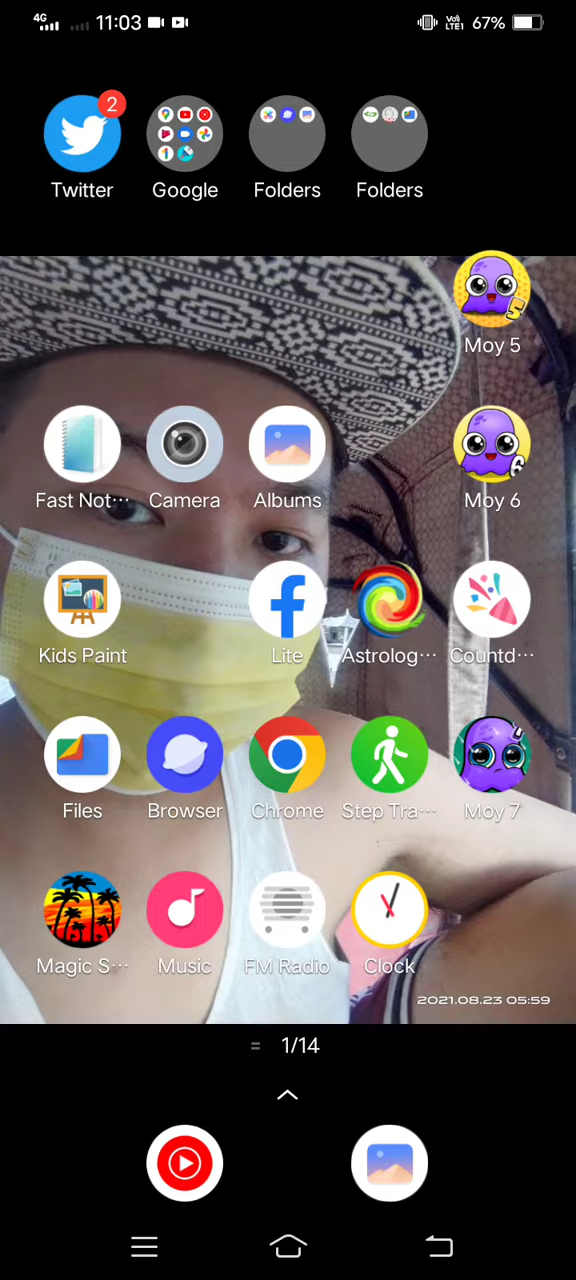 4G 11:03 VoLTE1 67%
2
Twitter Google Folders Folders
5
Moy 5
6
Fast Not… Camera Albums Moy 6
Kids Paint Lite Astrolog… Countd…
Files Browser Chrome Step Tra… Moy 7
Magic S… Music FM Radio Clock
2021.08.23 05:59
1/14